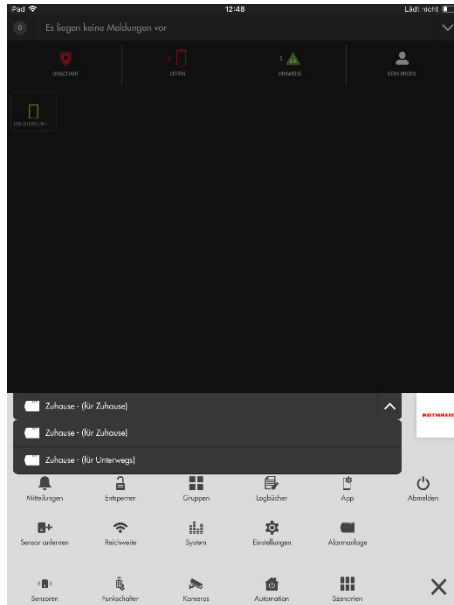 iPad 12:48 Lädt nicht
0 Es liegen keine Meldungen vor
UNSCHARF
OFFEN
HINWEISE
KEIN PROFIL
Zuhause - (für Zuhause)
Zuhause - (für Zuhause)
Zuhause - (für Unterwegs)
Mitteilungen Entsperren Gruppen Logbücher App Abmelden
Sensor anlernen Reichweite System Einstellungen Alarmanlage
Sensoren Funkschalter Kameras Automation Szenarien